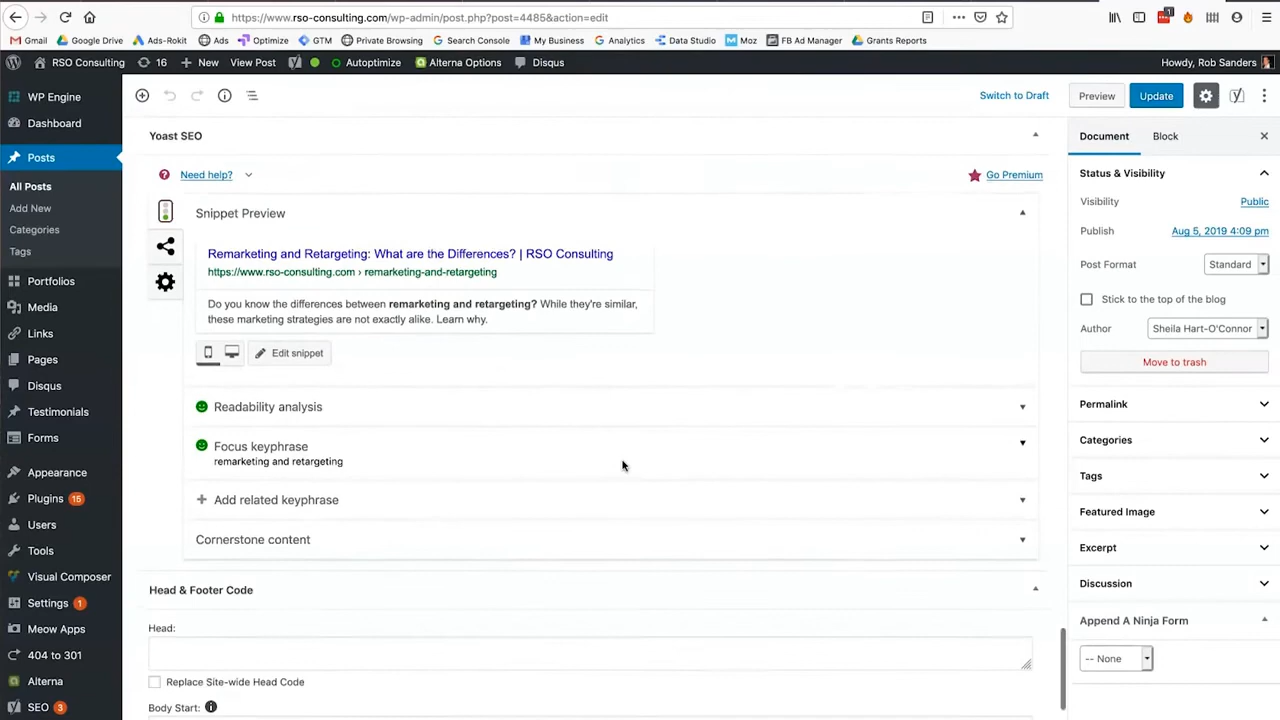 https://www.rso-consulting.com/wp-admin/post.php?post=4485&action=edit
1
Gmail Google Drive Ads-Rokit Ads Optimize GTM Private Browsing Search Console My Business Analytics Data Studio Moz FB Ad Manager Grants Reports
RSO Consulting 16 New View Post Autoptimize Alterna Options Disqus Howdy, Rob Sanders
WP Engine
Dashboard
Posts
All Posts
Add New
Categories
Tags
Portfolios
Media
Links
Pages
Disqus
Testimonials
Forms
Appearance
Plugins 15
Users
Tools
Visual Composer
Settings 1
Meow Apps
404 to 301
Alterna
SEO 3
Switch to Draft Preview Update
Yoast SEO
Need help? Go Premium
Snippet Preview
Remarketing and Retargeting: What are the Differences? | RSO Consulting
https://www.rso-consulting.com › remarketing-and-retargeting
Do you know the differences between remarketing and retargeting? While they're similar,
these marketing strategies are not exactly alike. Learn why.
Edit snippet
Readability analysis
Focus keyphrase
remarketing and retargeting
Add related keyphrase
Cornerstone content
Head & Footer Code
Head:
Replace Site-wide Head Code
Body Start:
Document Block
Status & Visibility
Visibility Public
Publish Aug 5, 2019 4:09 pm
Post Format Standard
Stick to the top of the blog
Author Sheila Hart-O'Connor
Move to trash
Permalink
Categories
Tags
Featured Image
Excerpt
Discussion
Append A Ninja Form
-- None